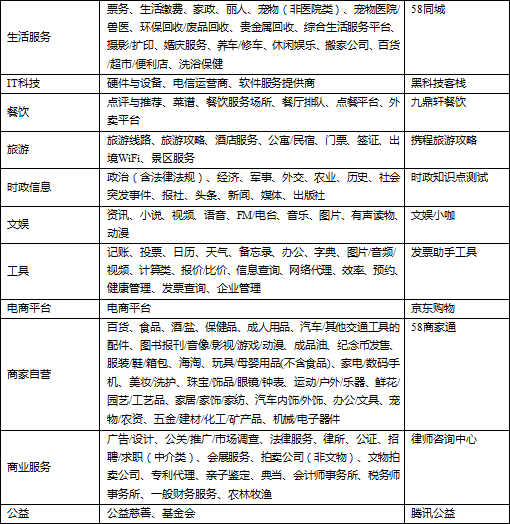 生活服务
票务、生活缴费、家政、丽人、宠物（非医院类）、宠物医院/
兽医、环保回收/废品回收、贵金属回收、综合生活服务平台、
摄影/扩印、婚庆服务、养车/修车、休闲娱乐、搬家公司、百货
/超市/便利店、洗浴保健
58同城
IT科技
硬件与设备、电信运营商、软件服务提供商
黑科技客栈
餐饮
点评与推荐、菜谱、餐饮服务场所、餐厅排队、点餐平台、外
卖平台
九鼎轩餐饮
旅游
旅游线路、旅游攻略、酒店服务、公寓/民宿、门票、签证、出
境WiFi、景区服务
携程旅游攻略
时政信息
政治（含法律法规）、经济、军事、外交、农业、历史、社会
突发事件、报社、头条、新闻、媒体、出版社
时政知识点测试
文娱
资讯、小说、视频、语音、FM/电台、音乐、图片、有声读物、
动漫
文娱小咖
工具
记账、投票、日历、天气、备忘录、办公、字典、图片/音频/
视频、计算类、报价/比价、信息查询、网络代理、效率、预约、
健康管理、发票查询、企业管理
发票助手工具
电商平台
电商平台
京东购物
商家自营
百货、食品、酒/盐、保健品、成人用品、汽车/其他交通工具的
配件、图书报刊/音像/影视/游戏/动漫、成品油、纪念币发售、
服装/鞋/箱包、海淘、玩具/母婴用品(不含食品)、家电/数码/手
机、美妆/洗护、珠宝/饰品/眼镜/钟表、运动/户外/乐器、鲜花/
园艺/工艺品、家居/家饰/家纺、汽车内饰/外饰、办公/文具、宠
物/农资、五金/建材/化工/矿产品、机械/电子器件
58商家通
商业服务
广告/设计、公关/推广/市场调查、法律服务、律所、公证、招
聘/求职（中介类）、会展服务、拍卖公司（非文物）、文物拍
卖公司、专利代理、亲子鉴定、典当、会计师事务所、税务师
事务所、一般财务服务、农林牧渔
律师咨询中心
公益
公益慈善、基金会
腾讯公益